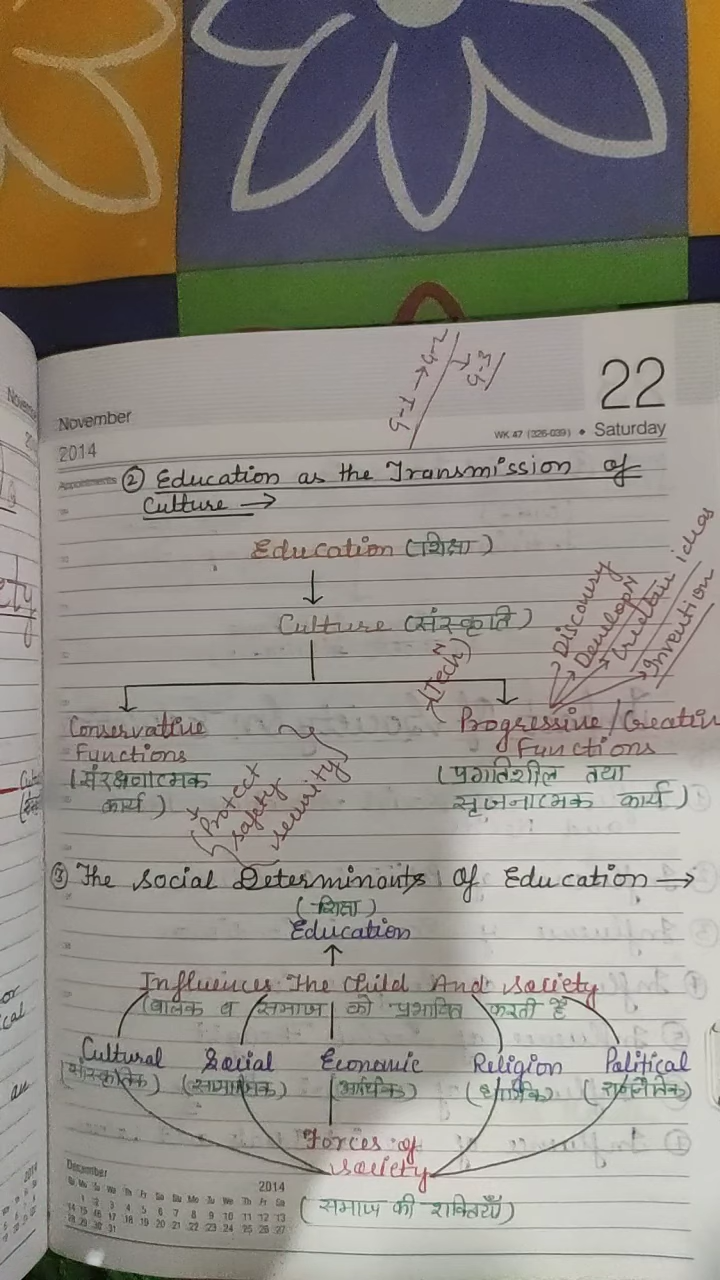 November
2014
22
WK 47 (326-039) • Saturday
Appointments
② Education as the Transmission of
Culture →
Education (शिक्षा)
Culture (संस्कृति)
(Tech)
Discovery
Develop
Invention
Conservative
Functions
(संरक्षणात्मक
कार्य)
Protect
safety
security
Progressive/Creative
Functions
(प्रगतिशील तथा
सृजनात्मक कार्य)
③ The Social Determinants of Education →
(शिक्षा)
Education
Influences The Child And Society
(बालक व समाज को प्रभावित करती है
Cultural Social Economic Religion Political
(सांस्कृतिक) (सामाजिक) (आर्थिक) (धार्मिक) (राजनैतिक)
Forces of
Society
(समाज की शक्तियाँ)
December
2014